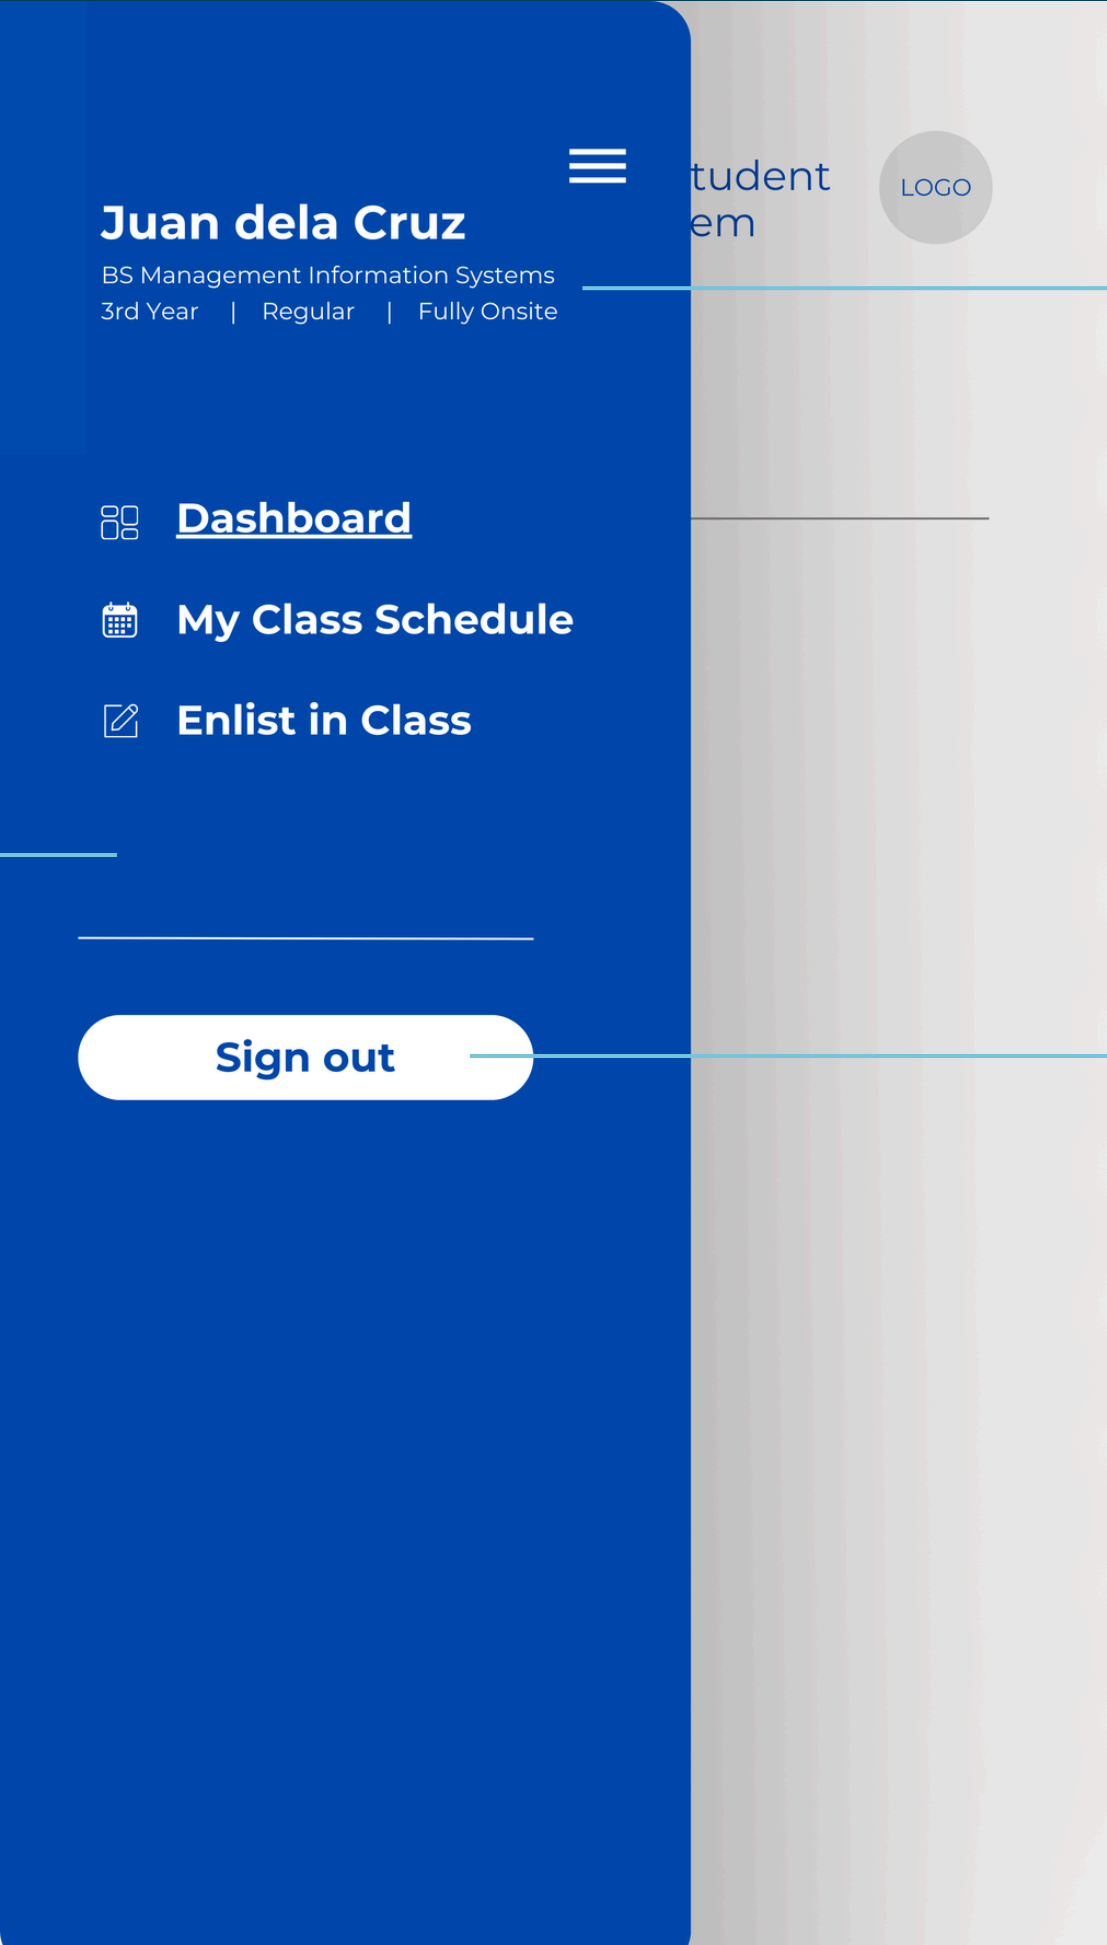 tudent
em
LOGO
Juan dela Cruz
BS Management Information Systems
3rd Year | Regular | Fully Onsite
Dashboard
My Class Schedule
Enlist in Class
Sign out